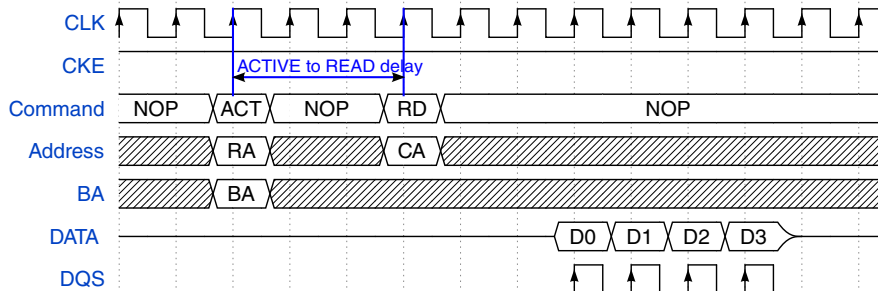 CLK
CKE
ACTIVE to READ delay
Command NOP ACT NOP RD NOP
Address RA CA
BA BA
DATA D0 D1 D2 D3
DQS